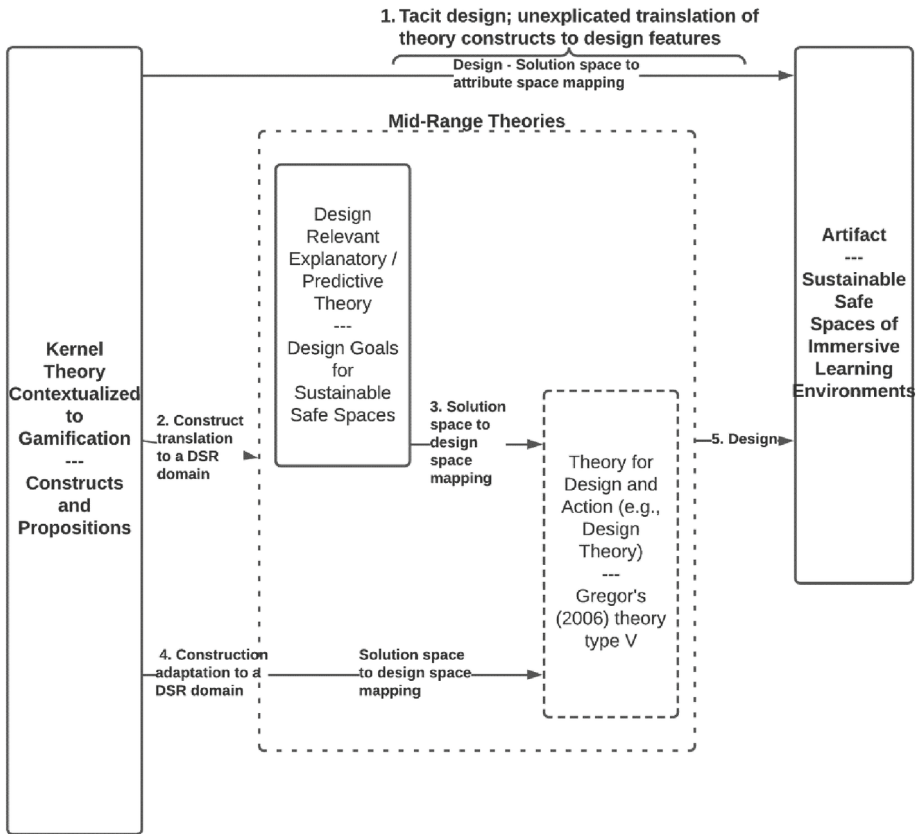 1. Tacit design; unexplicated trainslation of
theory constructs to design features
Design - Solution space to
attribute space mapping
Mid-Range Theories
Kernel
Theory
Contextualized
to
Gamification
---
Constructs
and
Propositions
2. Construct
translation
to a DSR
domain
Design
Relevant
Explanatory /
Predictive
Theory
---
Design Goals
for
Sustainable
Safe Spaces
3. Solution
space to
design
space
mapping
Theory for
Design and
Action (e.g.,
Design
Theory)
---
Gregor's
(2006) theory
type V
4. Construction
adaptation to a
DSR domain
Solution space
to design space
mapping
5. Design
Artifact
---
Sustainable
Safe
Spaces of
Immersive
Learning
Environments